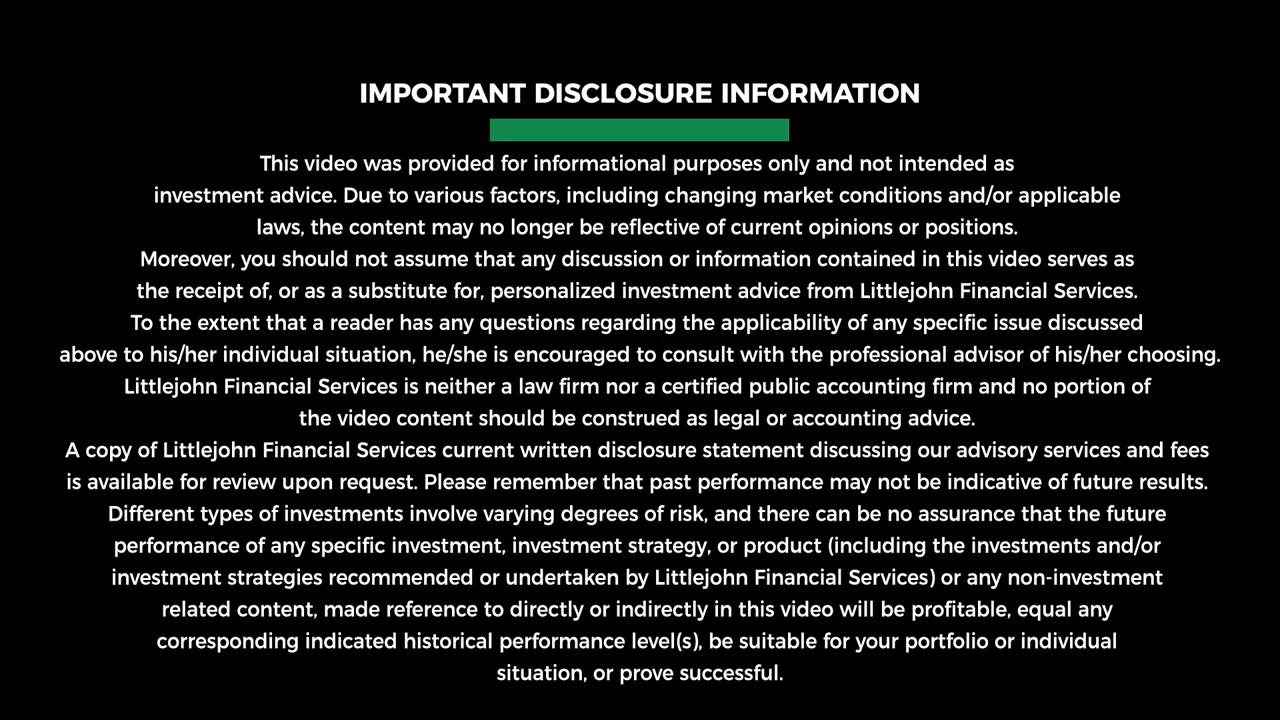 IMPORTANT DISCLOSURE INFORMATION
This video was provided for informational purposes only and not intended as
investment advice. Due to various factors, including changing market conditions and/or applicable
laws, the content may no longer be reflective of current opinions or positions.
Moreover, you should not assume that any discussion or information contained in this video serves as
the receipt of, or as a substitute for, personalized investment advice from Littlejohn Financial Services.
To the extent that a reader has any questions regarding the applicability of any specific issue discussed
above to his/her individual situation, he/she is encouraged to consult with the professional advisor of his/her choosing.
Littlejohn Financial Services is neither a law firm nor a certified public accounting firm and no portion of
the video content should be construed as legal or accounting advice.
A copy of Littlejohn Financial Services current written disclosure statement discussing our advisory services and fees
is available for review upon request. Please remember that past performance may not be indicative of future results.
Different types of investments involve varying degrees of risk, and there can be no assurance that the future
performance of any specific investment, investment strategy, or product (including the investments and/or
investment strategies recommended or undertaken by Littlejohn Financial Services) or any non-investment
related content, made reference to directly or indirectly in this video will be profitable, equal any
corresponding indicated historical performance level(s), be suitable for your portfolio or individual
situation, or prove successful.